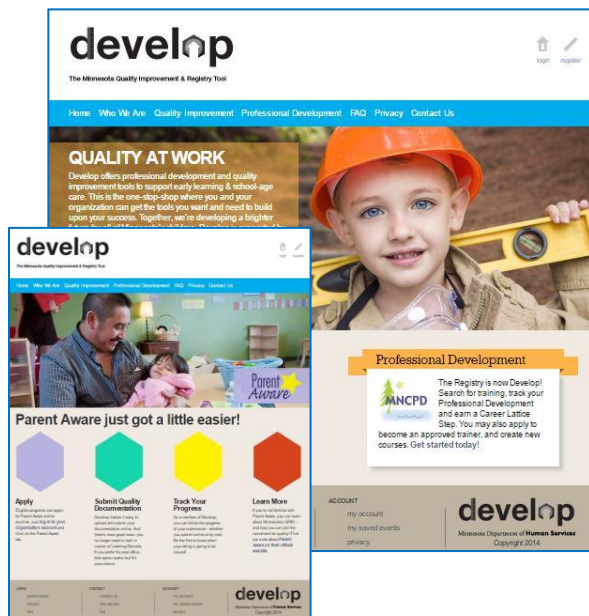 develop
The Minnesota Quality Improvement & Registry Tool
login register
Home Who We Are Quality Improvement Professional Development FAQ Privacy Contact Us
QUALITY AT WORK
Develop offers professional development and quality
improvement tools to support early learning & school-age
care. This is the one-stop-shop where you and your
organization can get the tools you want and need to build
upon your success. Together, we're developing a brighter
Professional Development
MNCPD
The Registry is now Develop!
Search for training, track your
Professional Development
and earn a Career Lattice
Step. You may also apply to
become an approved trainer, and create new
courses. Get started today!
ACCOUNT
my account
my saved events
privacy
develop
Minnesota Department of Human Services
Copyright 2014
develop
The Minnesota Quality Improvement & Registry Tool
login register
Home Who We Are Quality Improvement Professional Development FAQ Privacy Contact Us
Parent
Aware
Parent Aware just got a little easier!
Apply
Submit Quality
Documentation
Track Your
Progress
Learn More
CONTACT
ACCOUNT
develop
Minnesota Department of Human Services
Copyright 2014